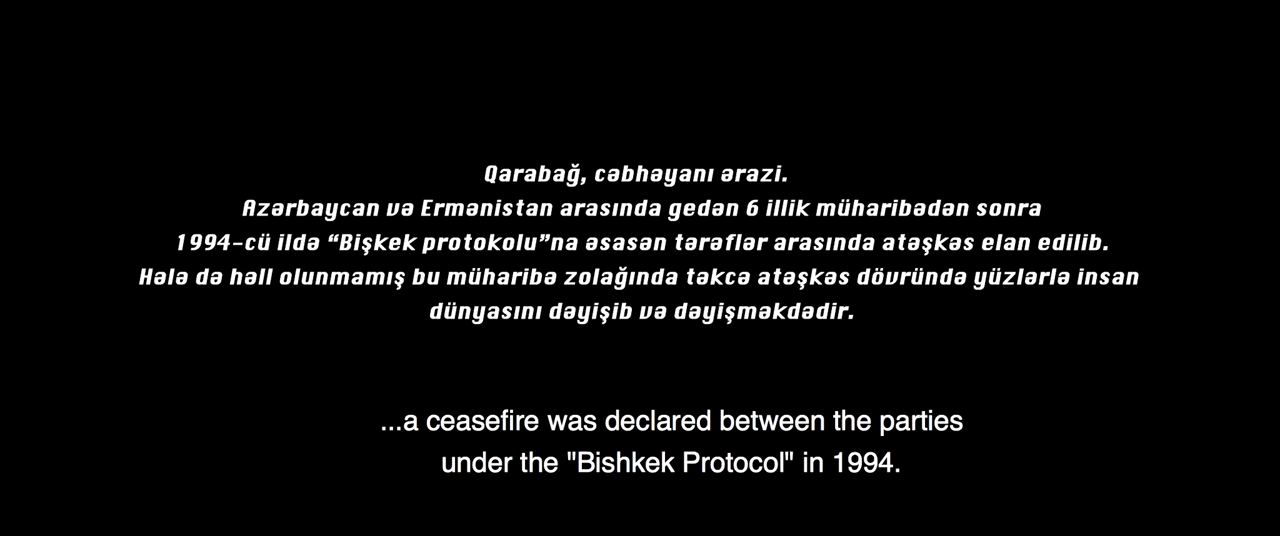 Qarabağ, cəbhəyanı ərazi.
Azərbaycan və Ermənistan arasında gedən 6 illik müharibədən sonra
1994-cü ildə “Bişkek protokolu”na əsasən tərəflər arasında atəşkəs elan edilib.
Hələ də həll olunmamış bu müharibə zolağında təkcə atəşkəs dövründə yüzlərlə insan
dünyasını dəyişib və dəyişməkdədir.
...a ceasefire was declared between the parties
under the "Bishkek Protocol" in 1994.